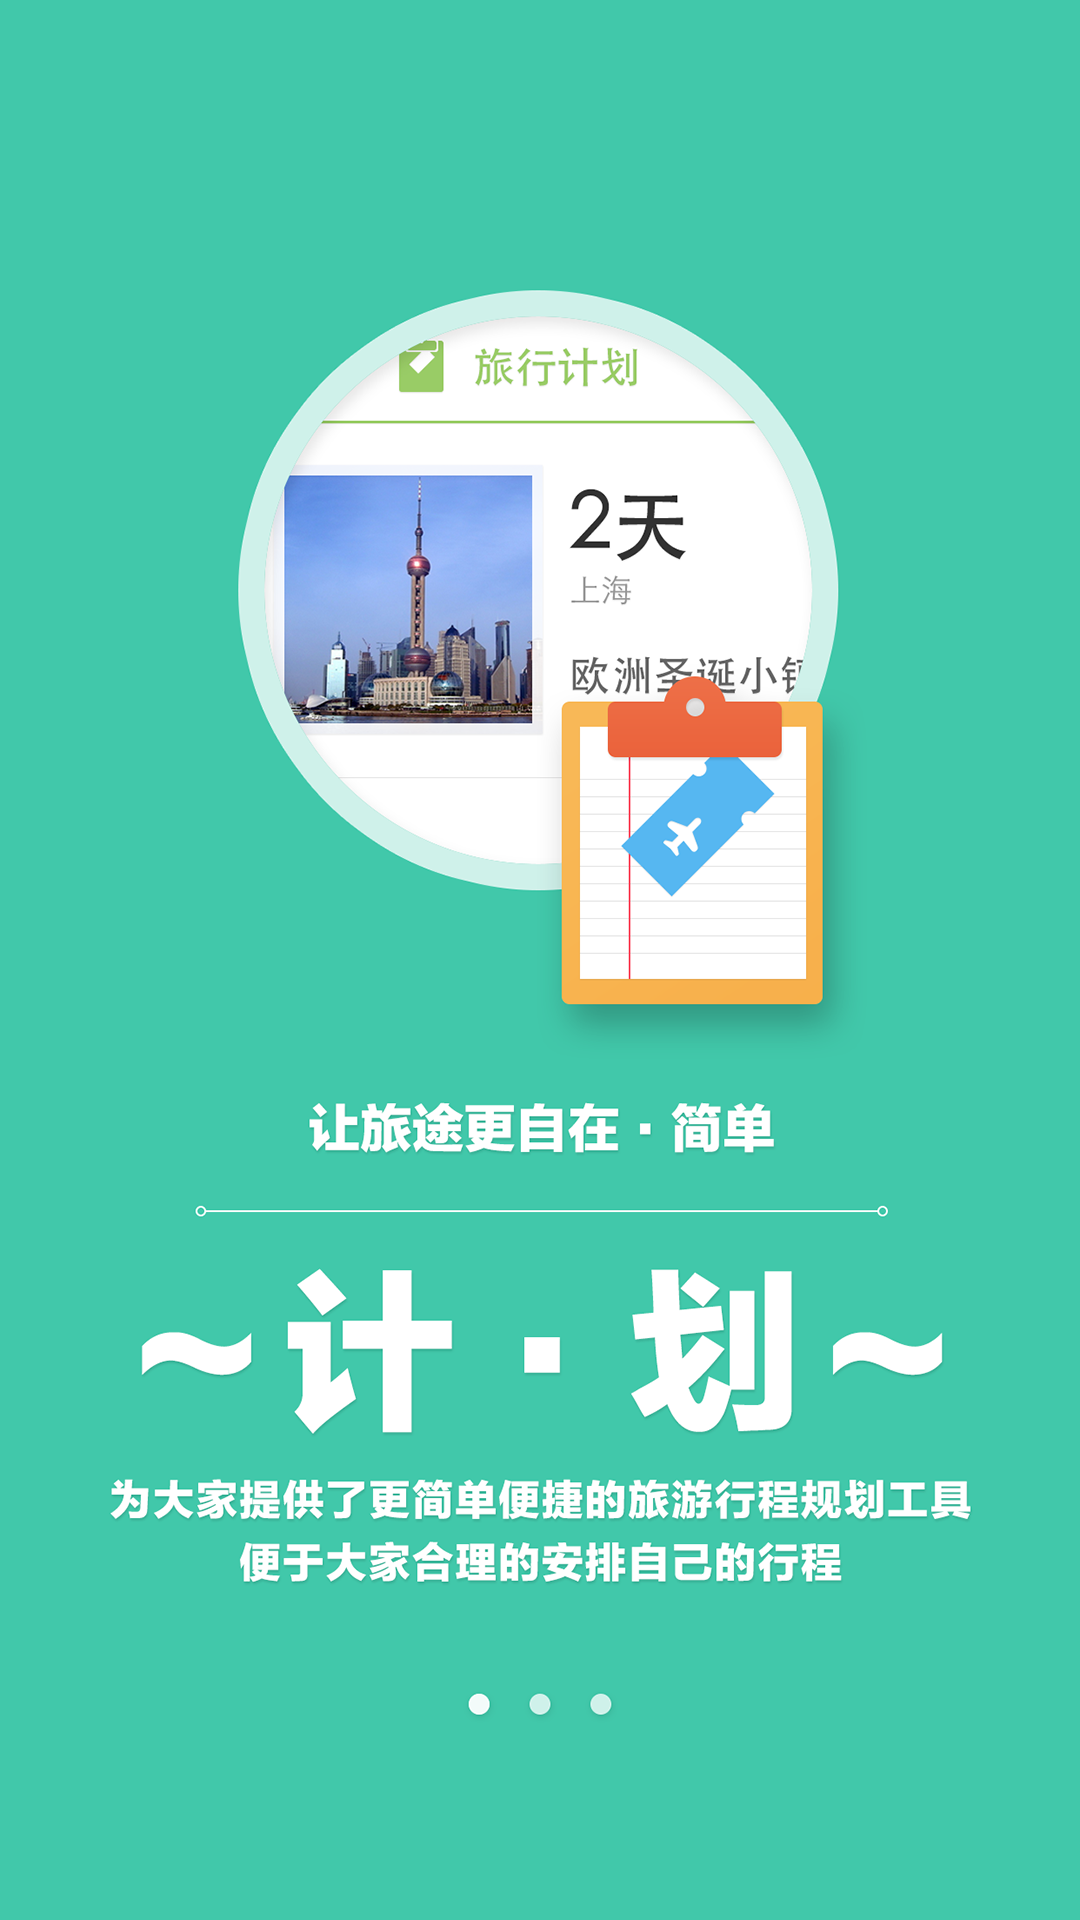 旅行计划
2天
上海
欧洲圣诞小镇
让旅途更自在·简单
~计·划~
为大家提供了更简单便捷的旅游行程规划工具
便于大家合理的安排自己的行程